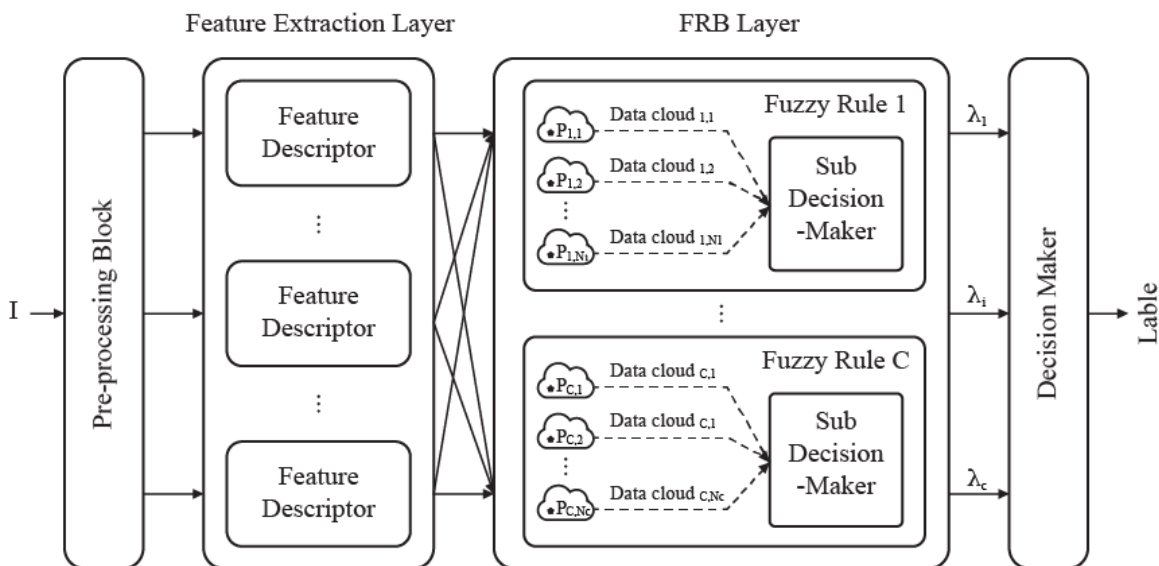 Feature Extraction Layer
FRB Layer
I
Pre-processing Block
Feature
Descriptor
⋮
Feature
Descriptor
⋮
Feature
Descriptor
Fuzzy Rule 1
P1,1
Data cloud 1,1
P1,2
Data cloud 1,2
⋮
P1,N1
Data cloud 1,N1
Sub
Decision
-Maker
⋮
Fuzzy Rule C
PC,1
Data cloud C,1
PC,2
Data cloud C,1
⋮
PC,Nc
Data cloud C,Nc
Sub
Decision
-Maker
λ1
λi
λc
Decision Maker
Lable